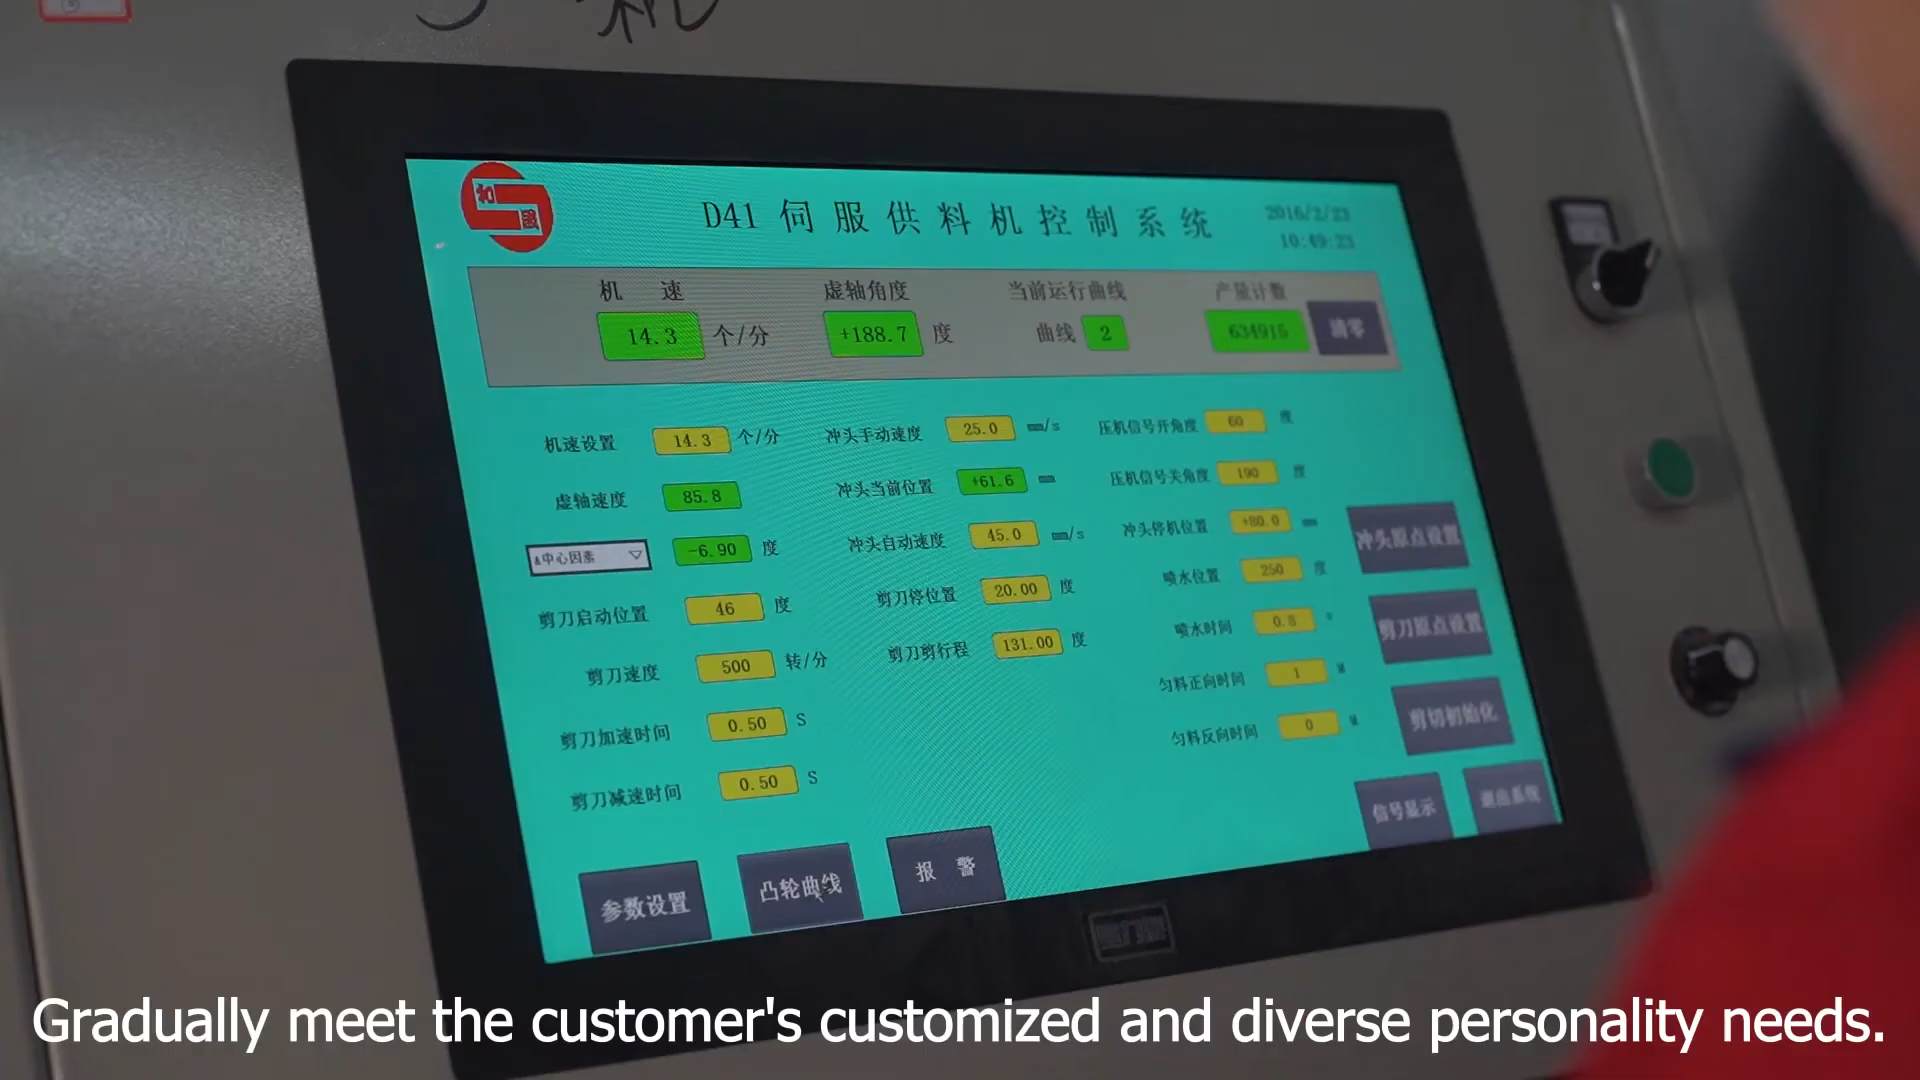 机
D41 伺服供料机控制系统
2016/2/23
10:49:23
机 速 虚轴角度 当前运行曲线 产量计数
14.3 个/分 +188.7 度 曲线 2 634915 清零
机速设置 14.3 个/分 冲头手动速度 25.0 mm/s 压机信号开角度 60 度
虚轴速度 85.8 冲头当前位置 +61.6 mm 压机信号关角度 190 度
&中心因素 -6.90 度 冲头自动速度 45.0 mm/s 冲头停机位置 +80.0 mm 冲头原点设置
剪刀启动位置 46 度 剪刀停位置 20.00 度 喷水位置 250 度
剪刀速度 500 转/分 剪刀剪行程 131.00 度 喷水时间 0.8 剪刀原点设置
剪刀加速时间 0.50 S 匀料正向时间 1 M 剪切初始化
剪刀减速时间 0.50 S 匀料反向时间 0 M
信号显示 退出系统
参数设置 凸轮曲线 报 警
Gradually meet the customer's customized and diverse personality needs.